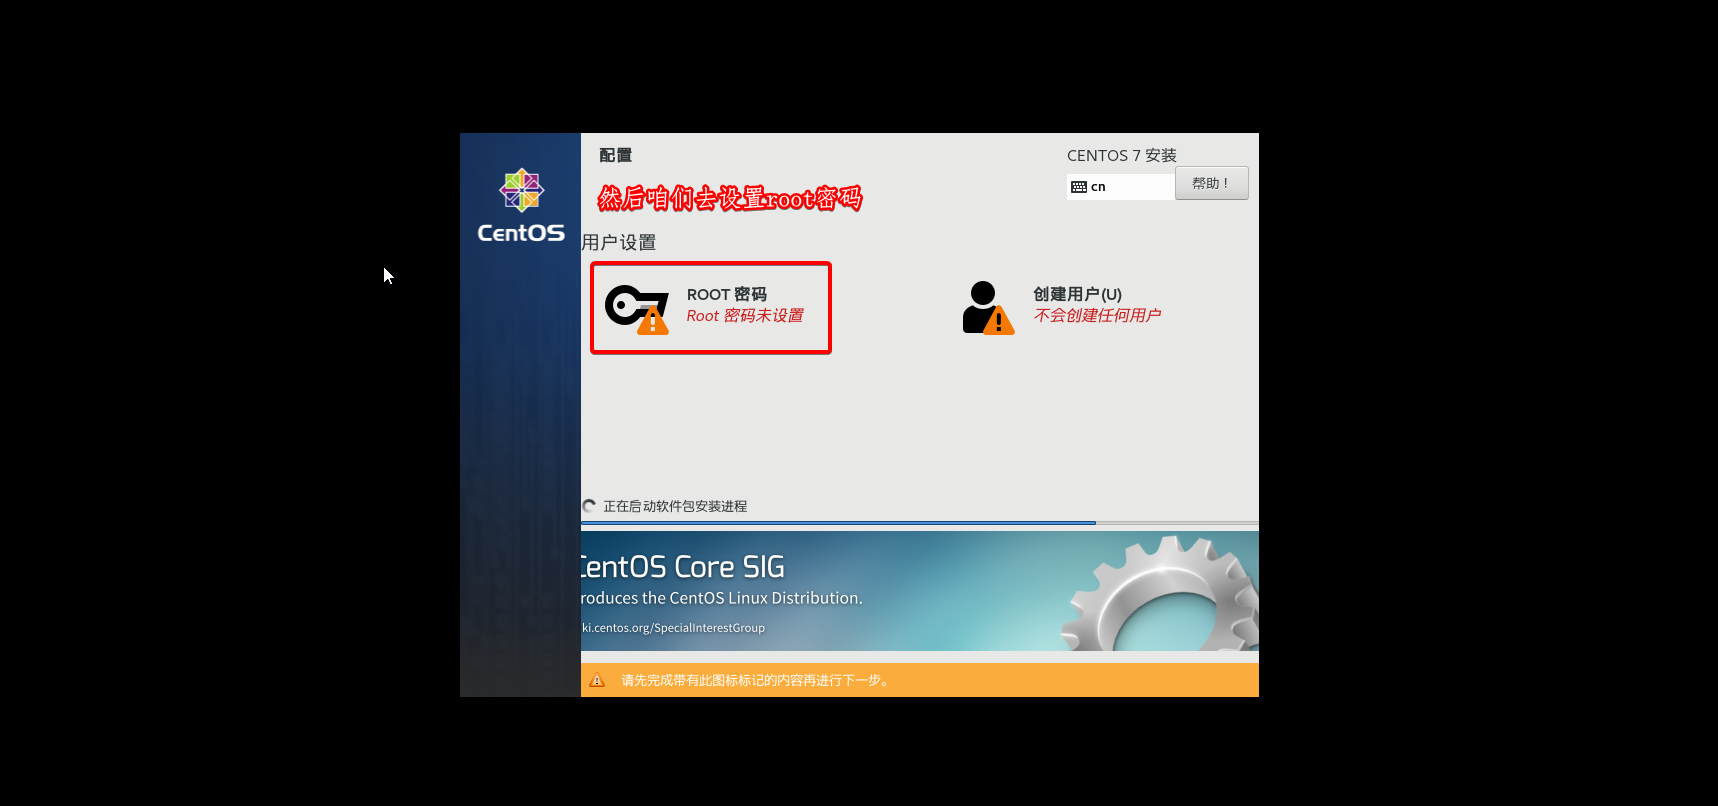 配置
CENTOS 7 安装
cn
帮助！
然后咱们去设置root密码
CentOS
用户设置
ROOT 密码
Root 密码未设置
创建用户(U)
不会创建任何用户
正在启动软件包安装进程
CentOS Core SIG
roduces the CentOS Linux Distribution.
ki.centos.org/SpecialInterestGroup
请先完成带有此图标标记的内容再进行下一步。